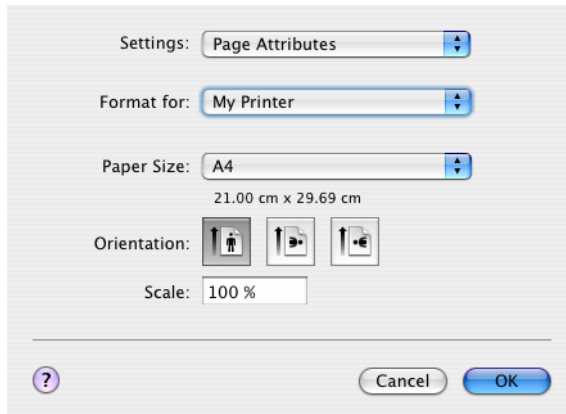 Settings: Page Attributes
Format for: My Printer
Paper Size: A4
21.00 cm x 29.69 cm
Orientation:
Scale: 100 %
? Cancel OK